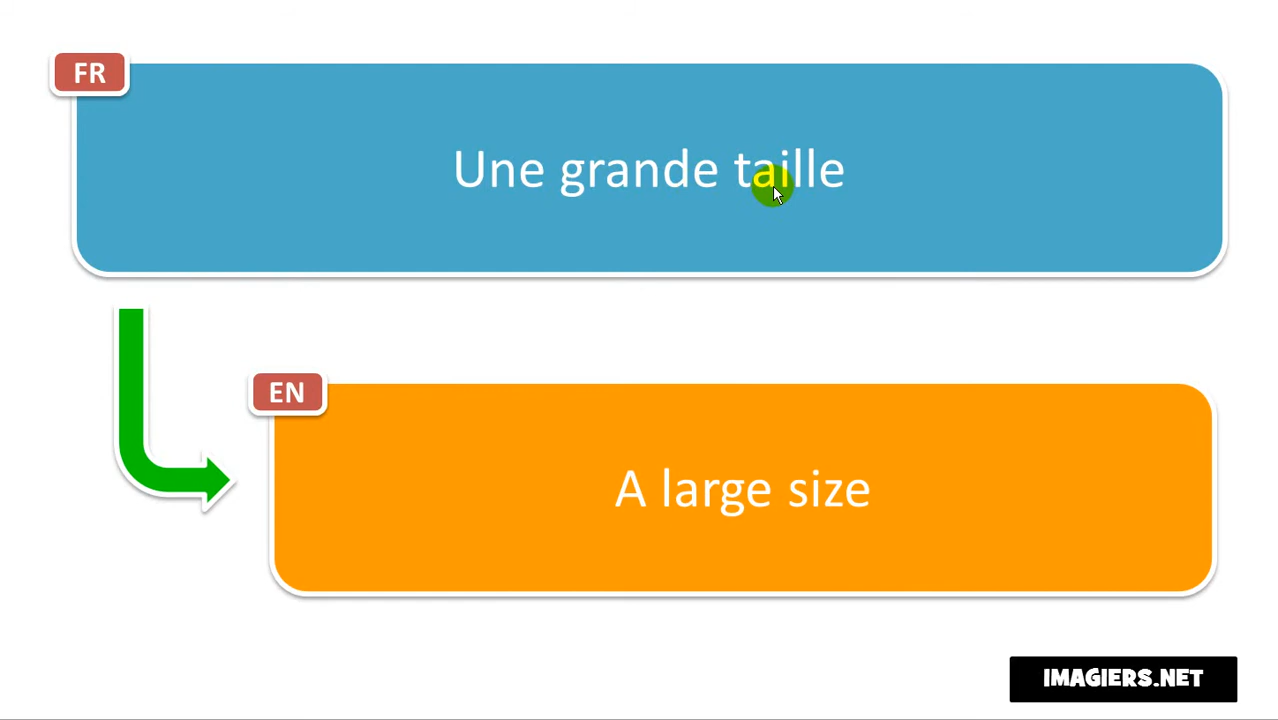 FR
Une grande taille
EN
A large size
IMAGIERS.NET